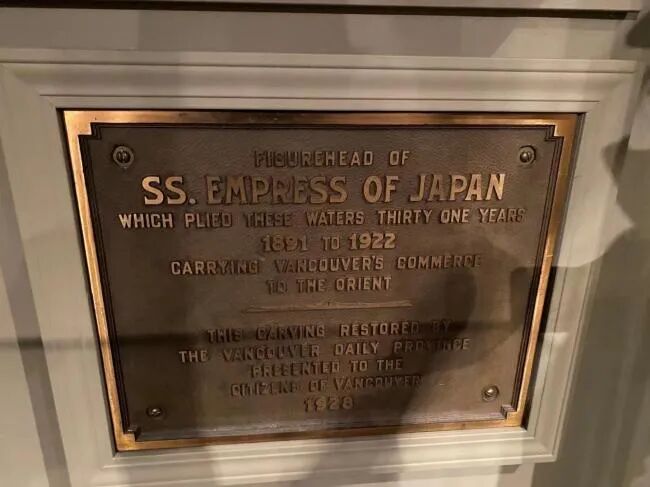 FIGUREHEAD OF
SS. EMPRESS OF JAPAN
WHICH PLIED THESE WATERS THIRTY ONE YEARS
1891 TO 1922
CARRYING VANCOUVER'S COMMERCE
TO THE ORIENT
THIS CARVING RESTORED BY
THE VANCOUVER DAILY PROVINCE
PRESENTED TO THE
CITIZENS OF VANCOUVER
1928